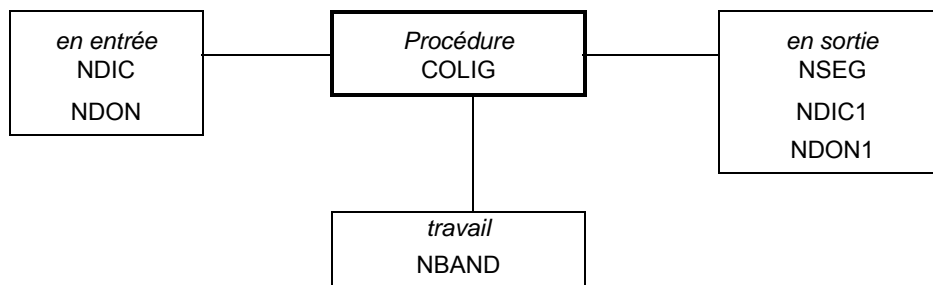 en entrée
NDIC
NDON
Procédure
COLIG
en sortie
NSEG
NDIC1
NDON1
travail
NBAND